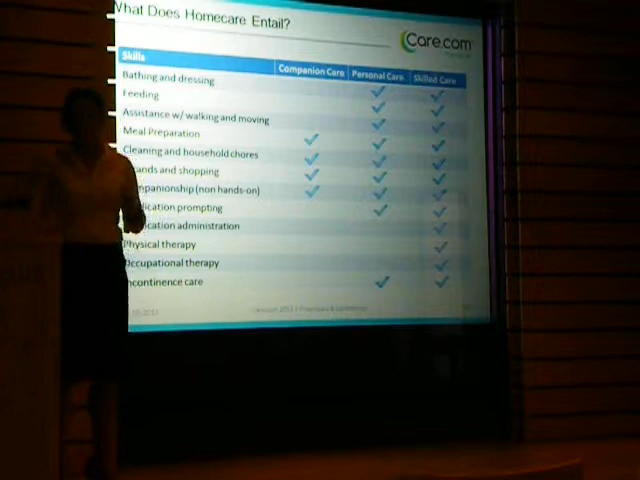 What Does Homecare Entail?
Care.com
Skills Companion Care Personal Care Skilled Care
Bathing and dressing
Feeding
Assistance w/ walking and moving
Meal Preparation
Cleaning and household chores
ands and shopping
mpanionship (non hands-on)
dication prompting
ication administration
Physical therapy
Occupational therapy
ncontinence care